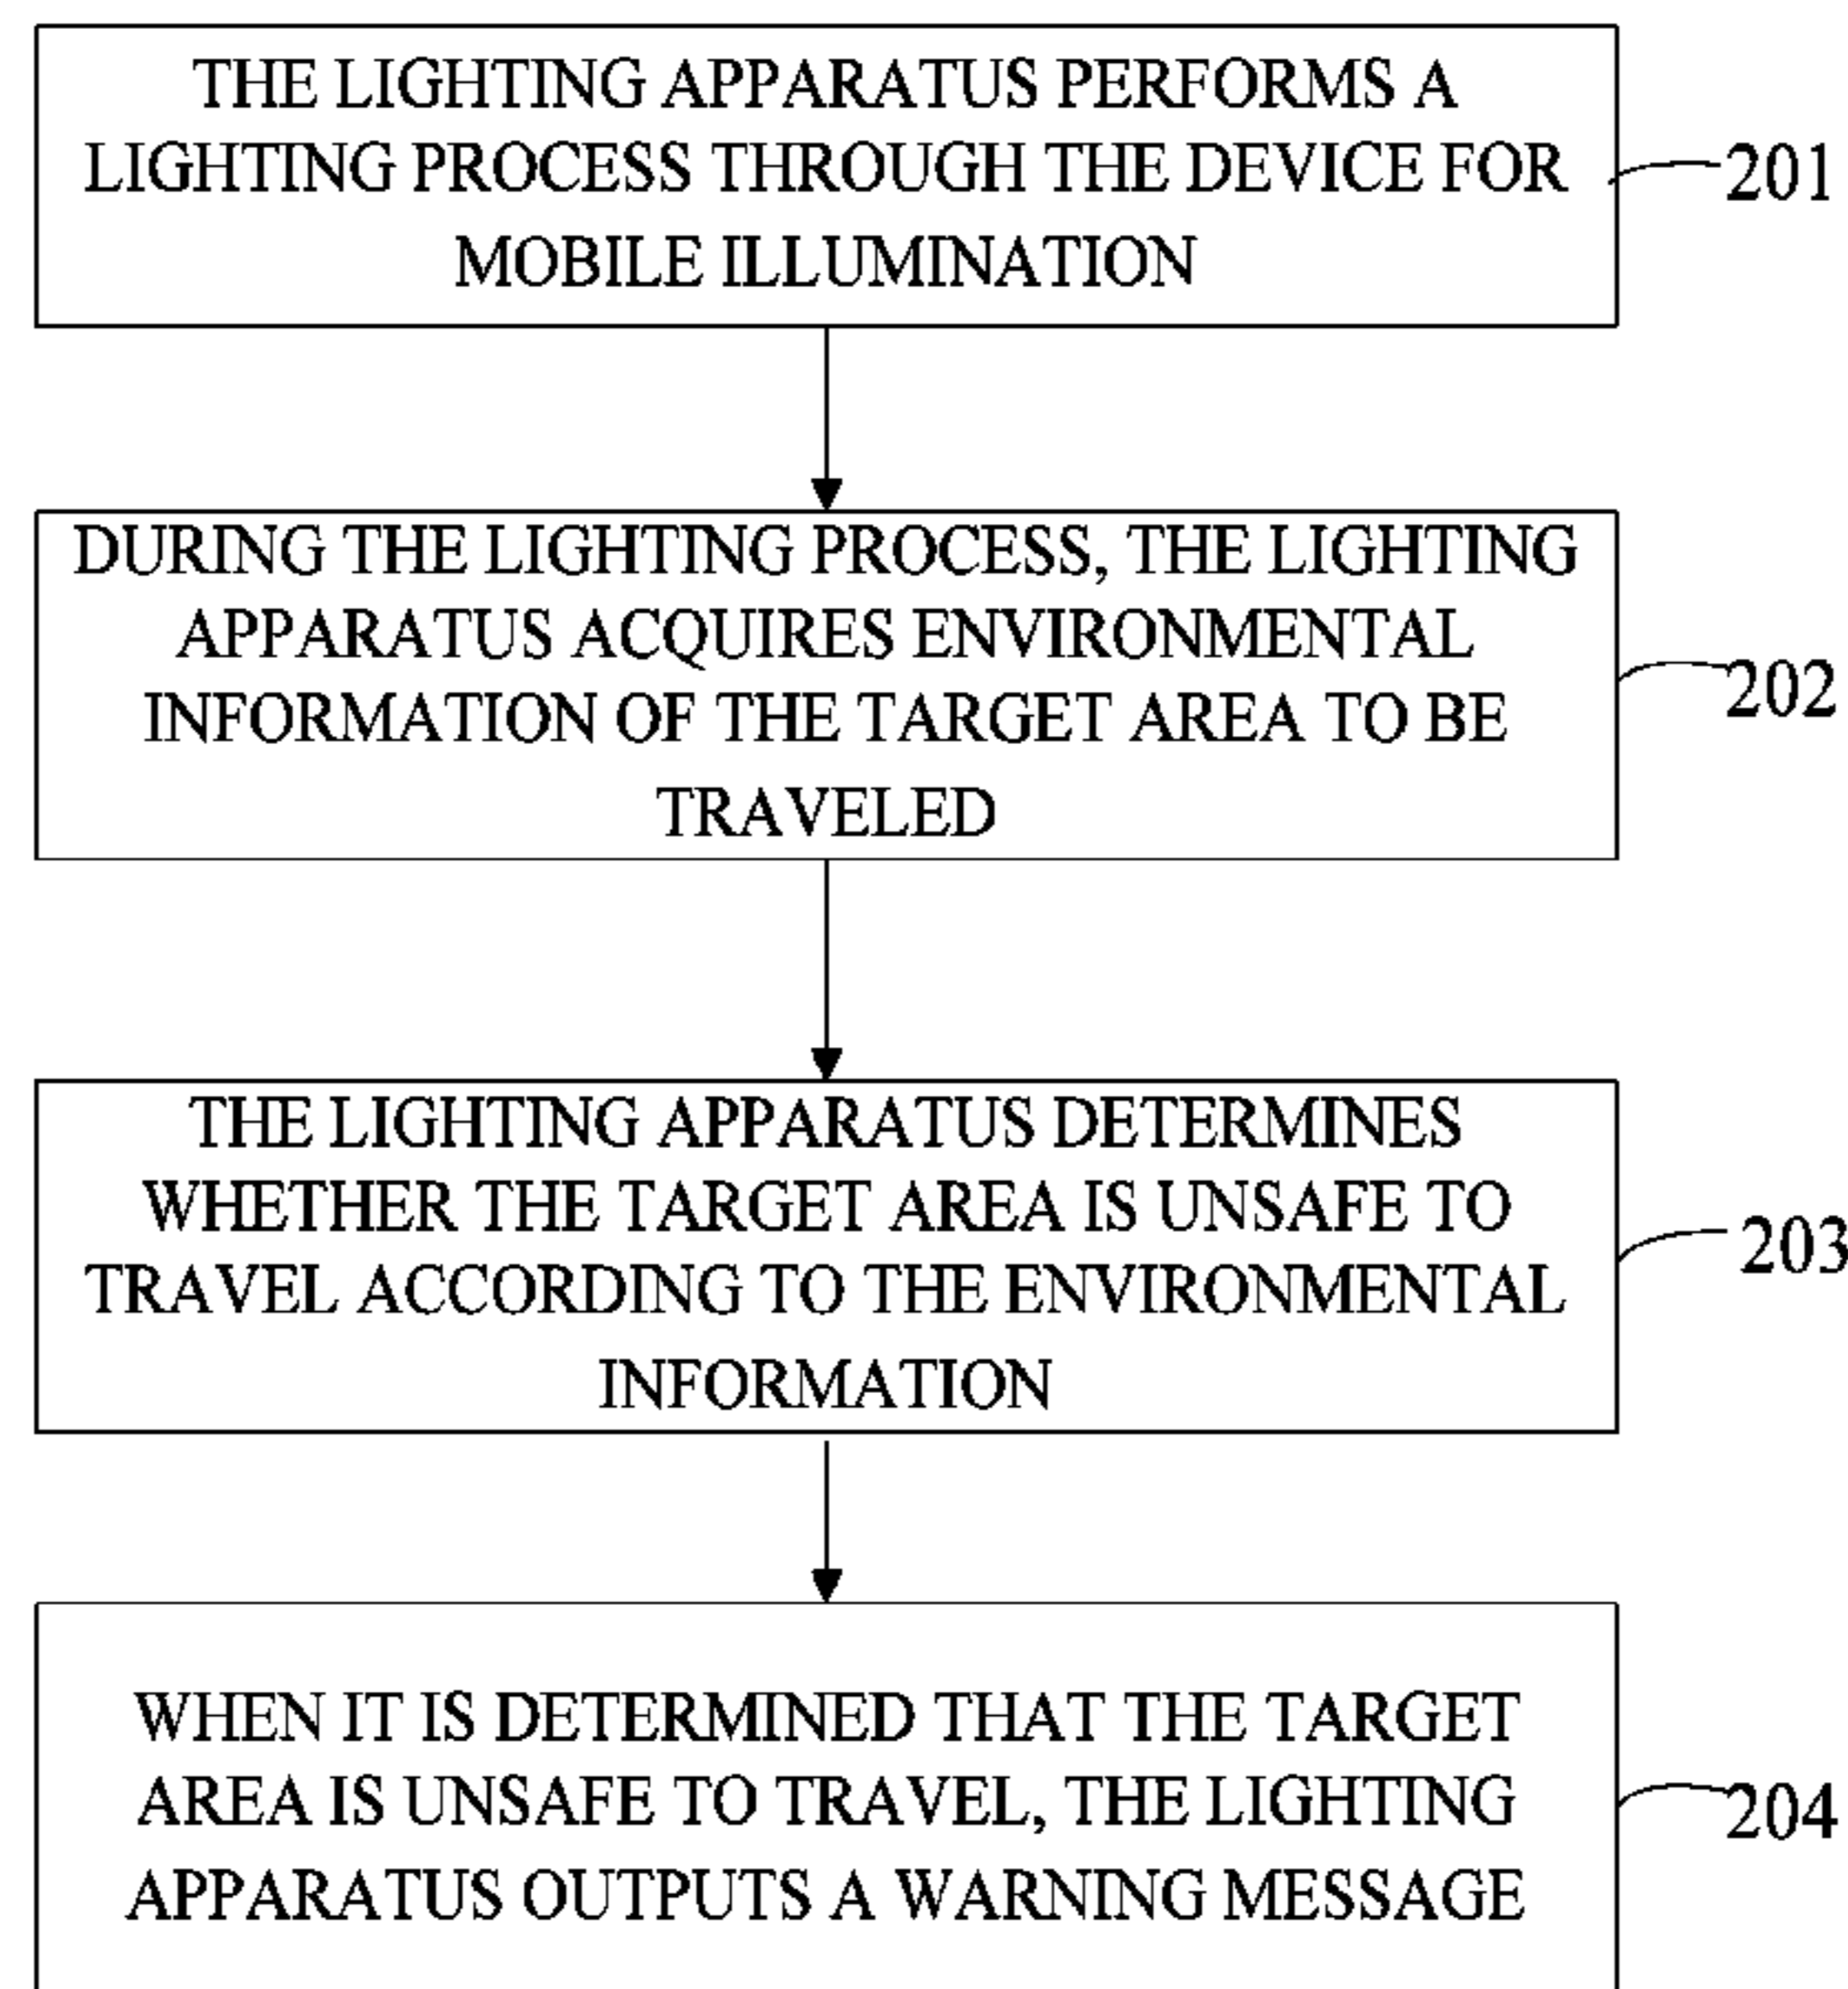 THE LIGHTING APPARATUS PERFORMS A
LIGHTING PROCESS THROUGH THE DEVICE FOR
MOBILE ILLUMINATION
201
DURING THE LIGHTING PROCESS, THE LIGHTING
APPARATUS ACQUIRES ENVIRONMENTAL
INFORMATION OF THE TARGET AREA TO BE
TRAVELED
202
THE LIGHTING APPARATUS DETERMINES
WHETHER THE TARGET AREA IS UNSAFE TO
TRAVEL ACCORDING TO THE ENVIRONMENTAL
INFORMATION
203
WHEN IT IS DETERMINED THAT THE TARGET
AREA IS UNSAFE TO TRAVEL, THE LIGHTING
APPARATUS OUTPUTS A WARNING MESSAGE
204